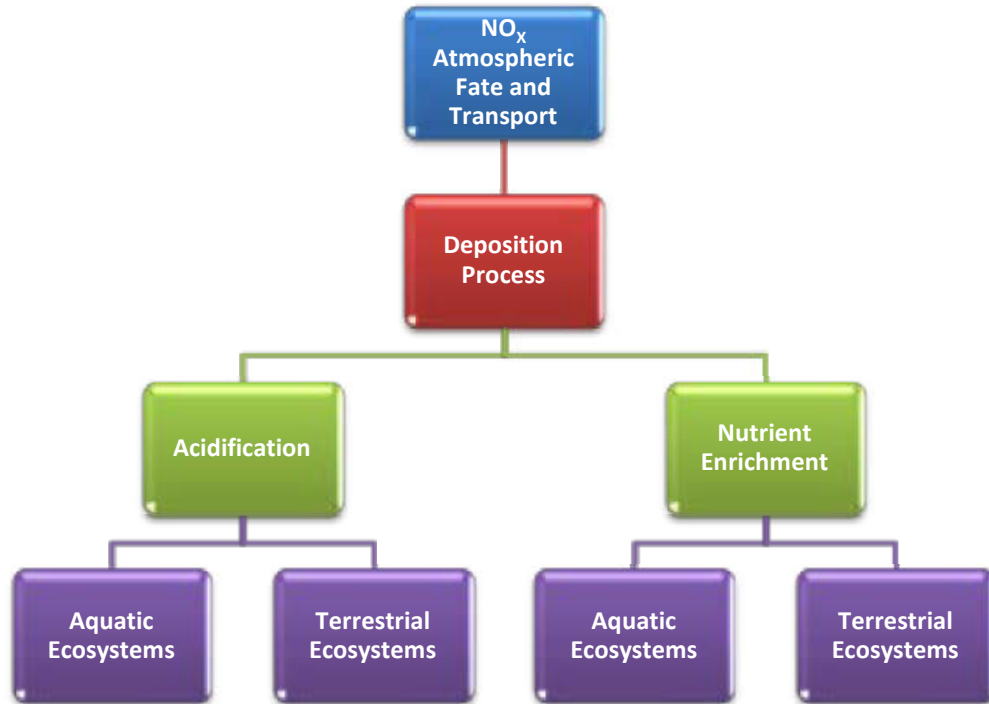 NOₓ
Atmospheric
Fate and
Transport
Deposition
Process
Acidification
Nutrient
Enrichment
Aquatic
Ecosystems
Terrestrial
Ecosystems
Aquatic
Ecosystems
Terrestrial
Ecosystems